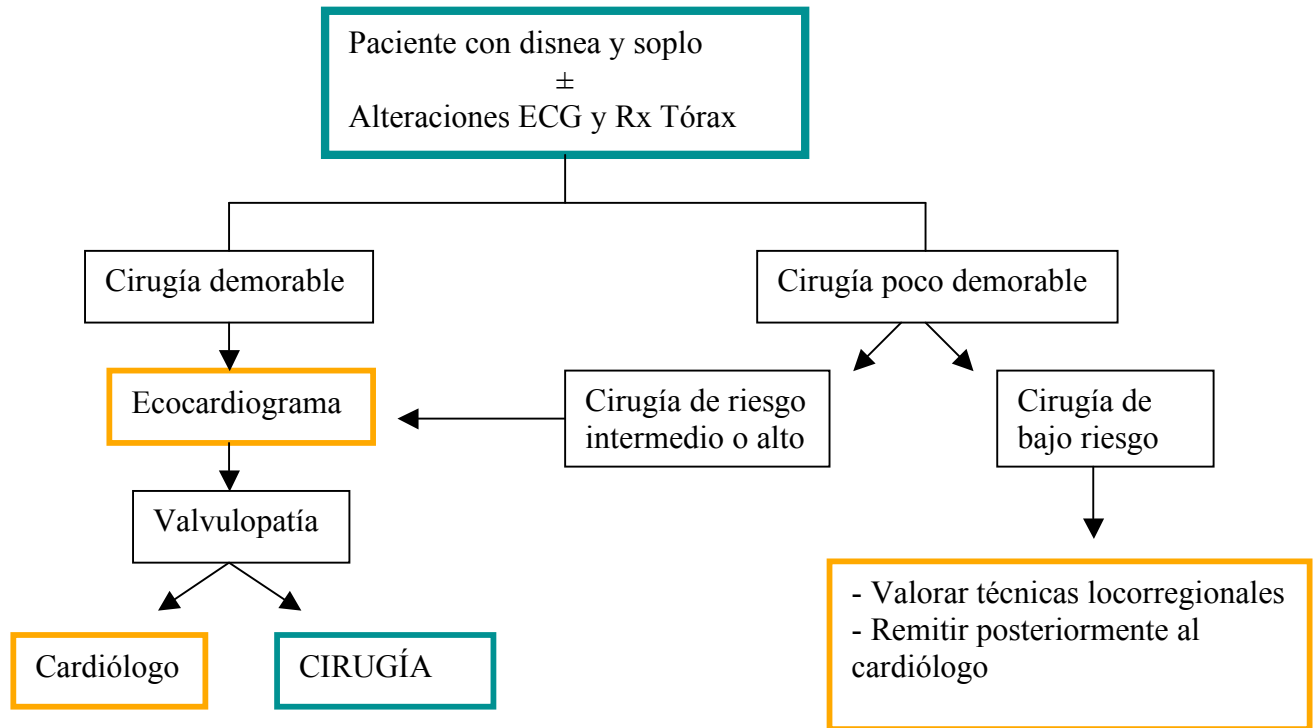 Paciente con disnea y soplo
±
Alteraciones ECG y Rx Tórax
Cirugía demorable
Cirugía poco demorable
Ecocardiograma
Cirugía de riesgo
intermedio o alto
Cirugía de
bajo riesgo
Valvulopatía
- Valorar técnicas locorregionales
- Remitir posteriormente al
cardiólogo
Cardiólogo
CIRUGÍA